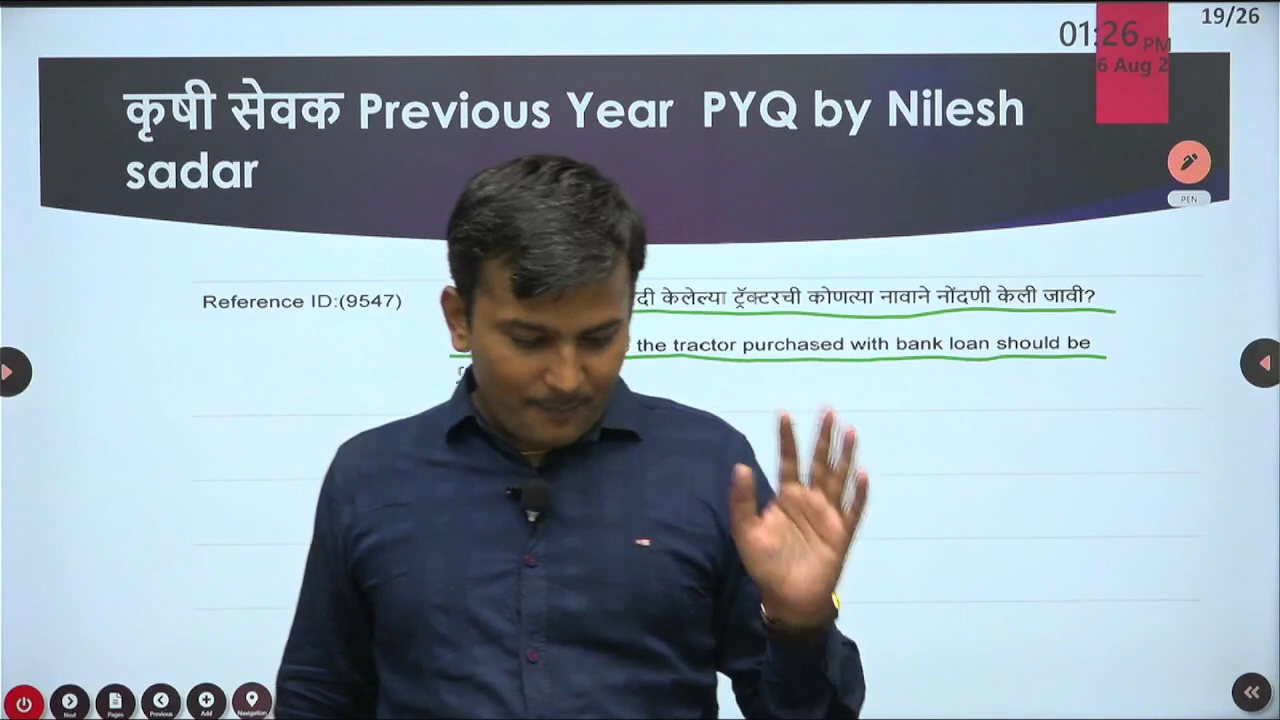 19/26
01:26 PM
6 Aug 2
कृषी सेवक Previous Year PYQ by Nilesh
sadar
PEN
Reference ID:(9547)
केलेल्या ट्रॅक्टरची कोणत्या नावाने नोंदणी केली जावी?
the tractor purchased with bank loan should be
Next
Pages
Previous
Add
Navigation